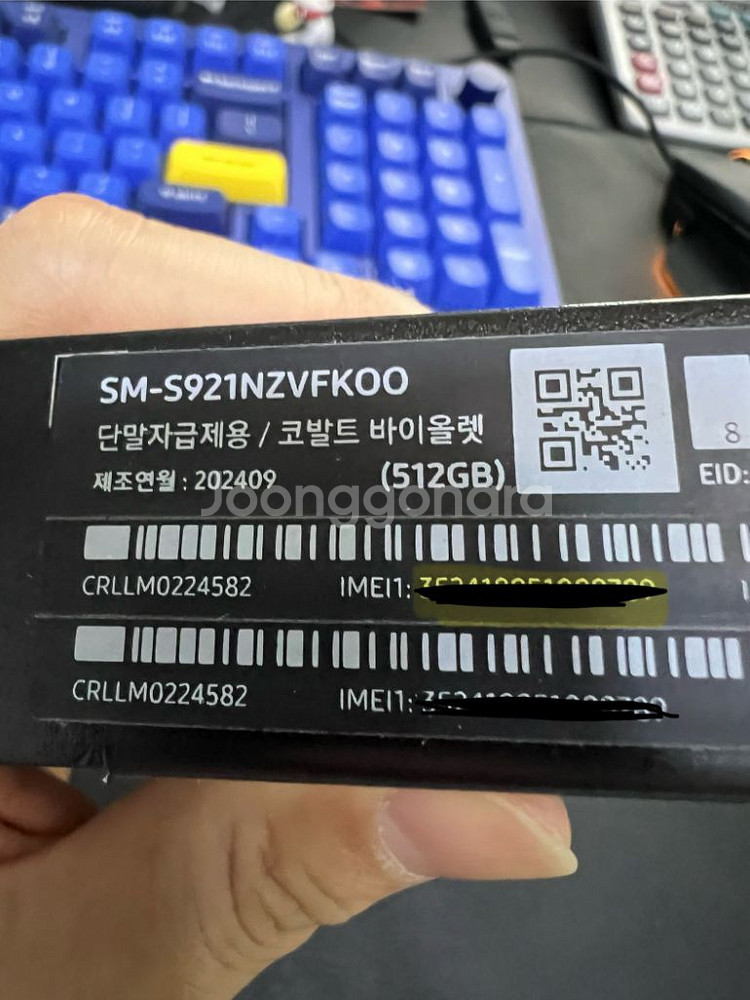 SM-S921NZVFKOO
단말자급제용 / 코발트 바이올렛
제조연월 : 202409 (512GB)
8
EID:
Joonggonara
CRLLM0224582 IMEI1:
CRLLM0224582 IMEI1: